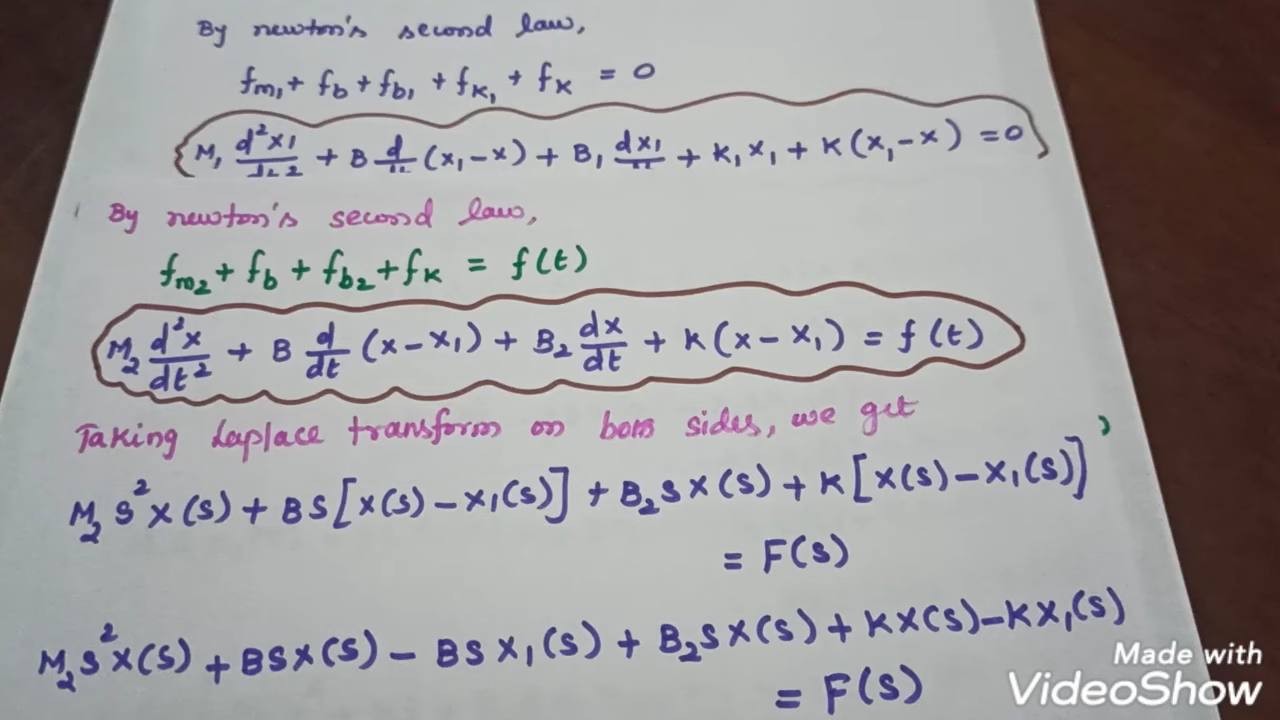 By newton's second law,
fm₁ + fb + fb₁ + fK₁ + fK = 0
M₁ d²x₁/dt² + B d/dt (x₁ - x) + B₁ dx₁/dt + K₁x₁ + K(x₁ - x) = 0
By newton's second law,
fm₂ + fb + fb₂ + fK = f(t)
M₂ d²x/dt² + B d/dt (x - x₁) + B₂ dx/dt + K(x - x₁) = f(t)
Taking Laplace transform on both sides, we get
M₂ S² X(S) + BS[X(S) - X₁(S)] + B₂SX(S) + K[X(S) - X₁(S)]
= F(S)
M₂S²X(S) + BSX(S) - BSX₁(S) + B₂SX(S) + KX(S) - KX₁(S)
= F(S)
Made with
VideoShow